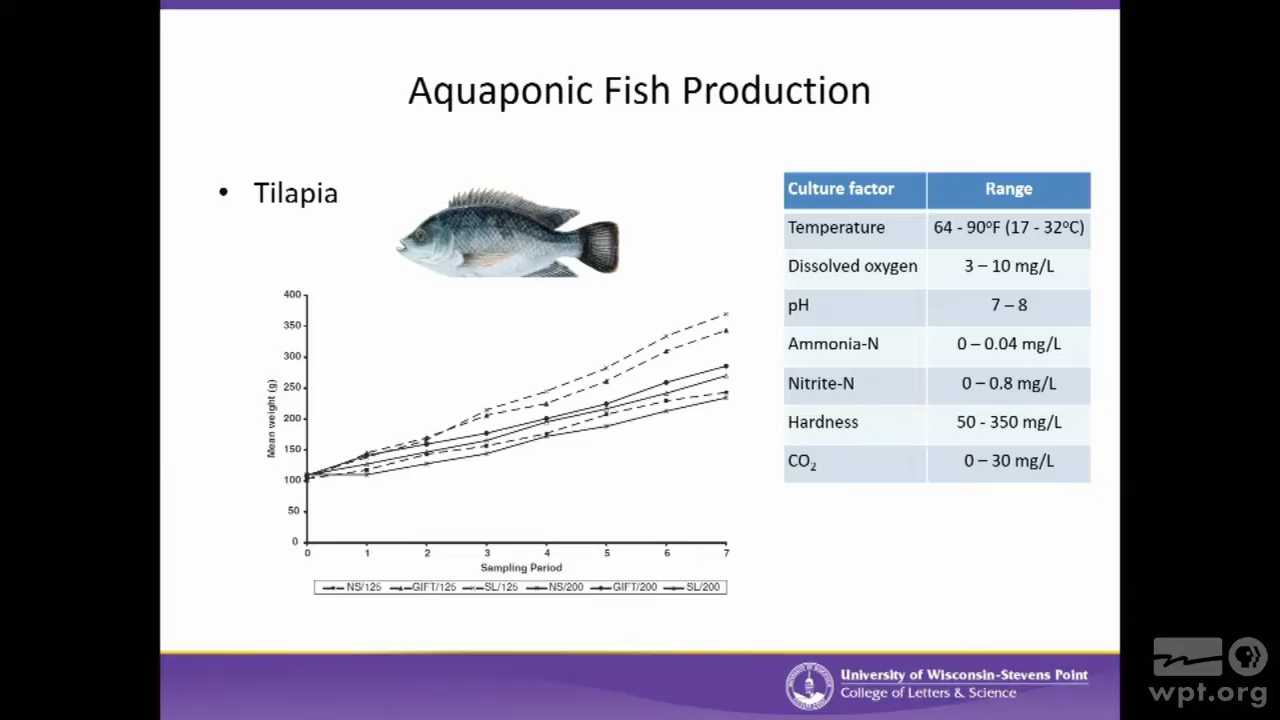 Aquaponic Fish Production
• Tilapia
Culture factor Range
Temperature 64 - 90°F (17 - 32°C)
Dissolved oxygen 3 – 10 mg/L
pH 7 – 8
Ammonia-N 0 – 0.04 mg/L
Nitrite-N 0 – 0.8 mg/L
Hardness 50 - 350 mg/L
CO₂ 0 – 30 mg/L
Mean weight (g)
400
350
300
250
200
150
100
50
0
0 1 2 3 4 5 6 7
Sampling Period
NS/125 GIFT/125 SL/125 NS/200 GIFT/200 SL/200
University of Wisconsin-Stevens Point
College of Letters & Science
PBS
wpt.org